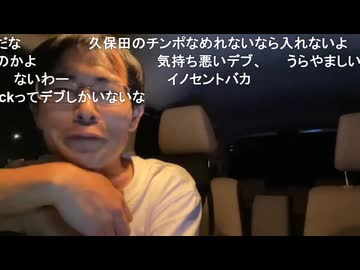 だな 久保田のチンポなめれないなら入れないよ
のかよ 気持ち悪いデブ、 うらやましい
ないわー イノセントバカ
ckってデブしかいないな